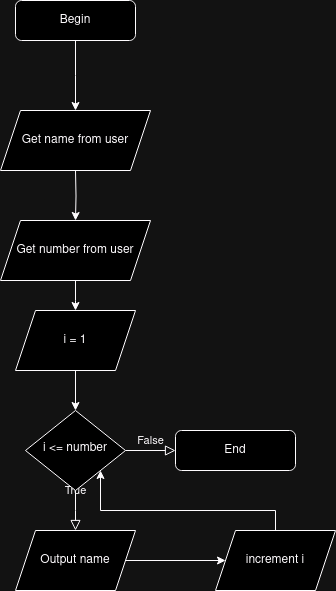 Begin
Get name from user
Get number from user
i = 1
i <= number
False
End
True
Output name
increment i